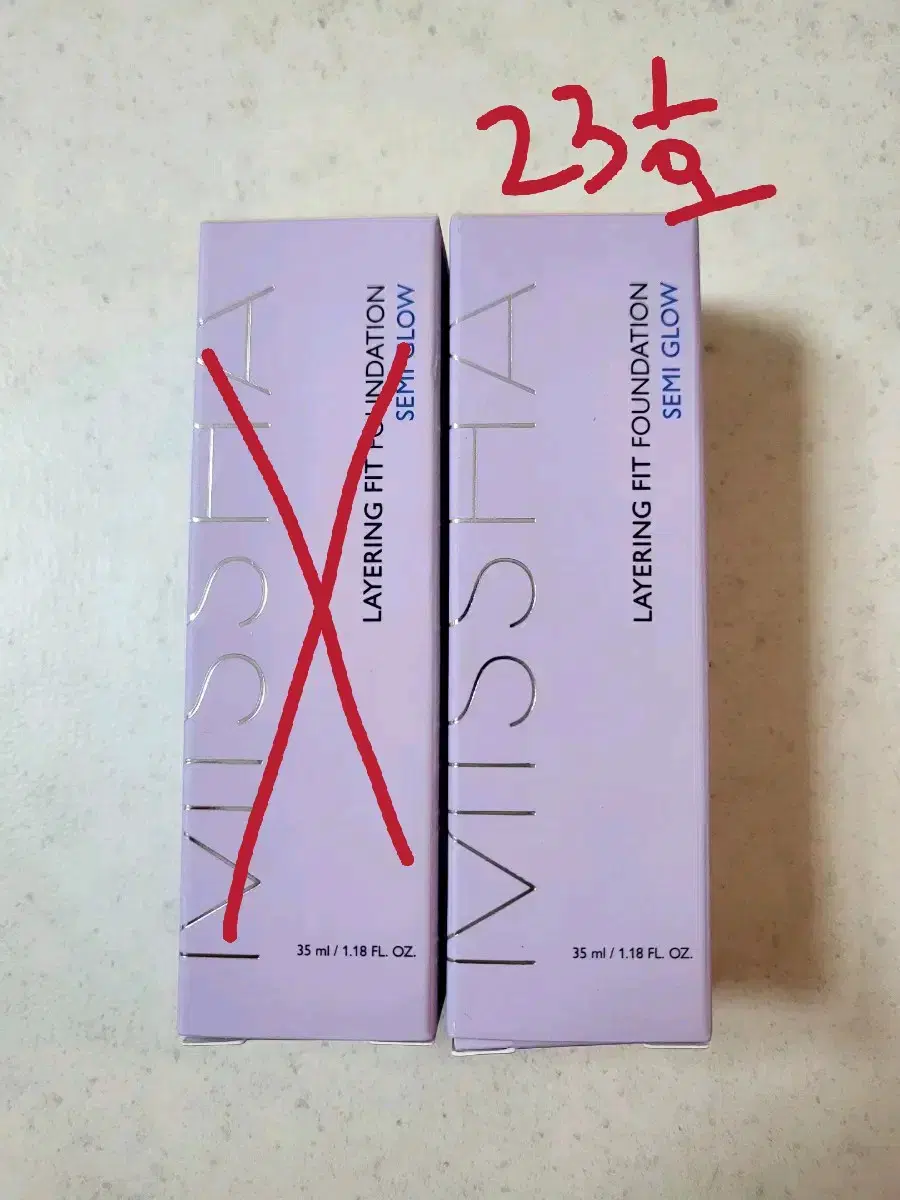 23호
MISSHA
LAYERING FIT FOUNDATION
SEMI GLOW
35 ml / 1.18 FL. OZ.
MISSHA
LAYERING FIT FOUNDATION
SEMI GLOW
35 ml / 1.18 FL. OZ.